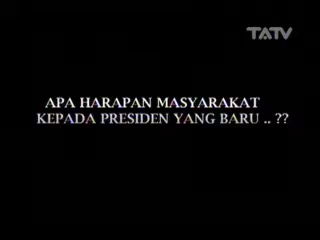 TATV
APA HARAPAN MASYARAKAT
KEPADA PRESIDEN YANG BARU .. ??